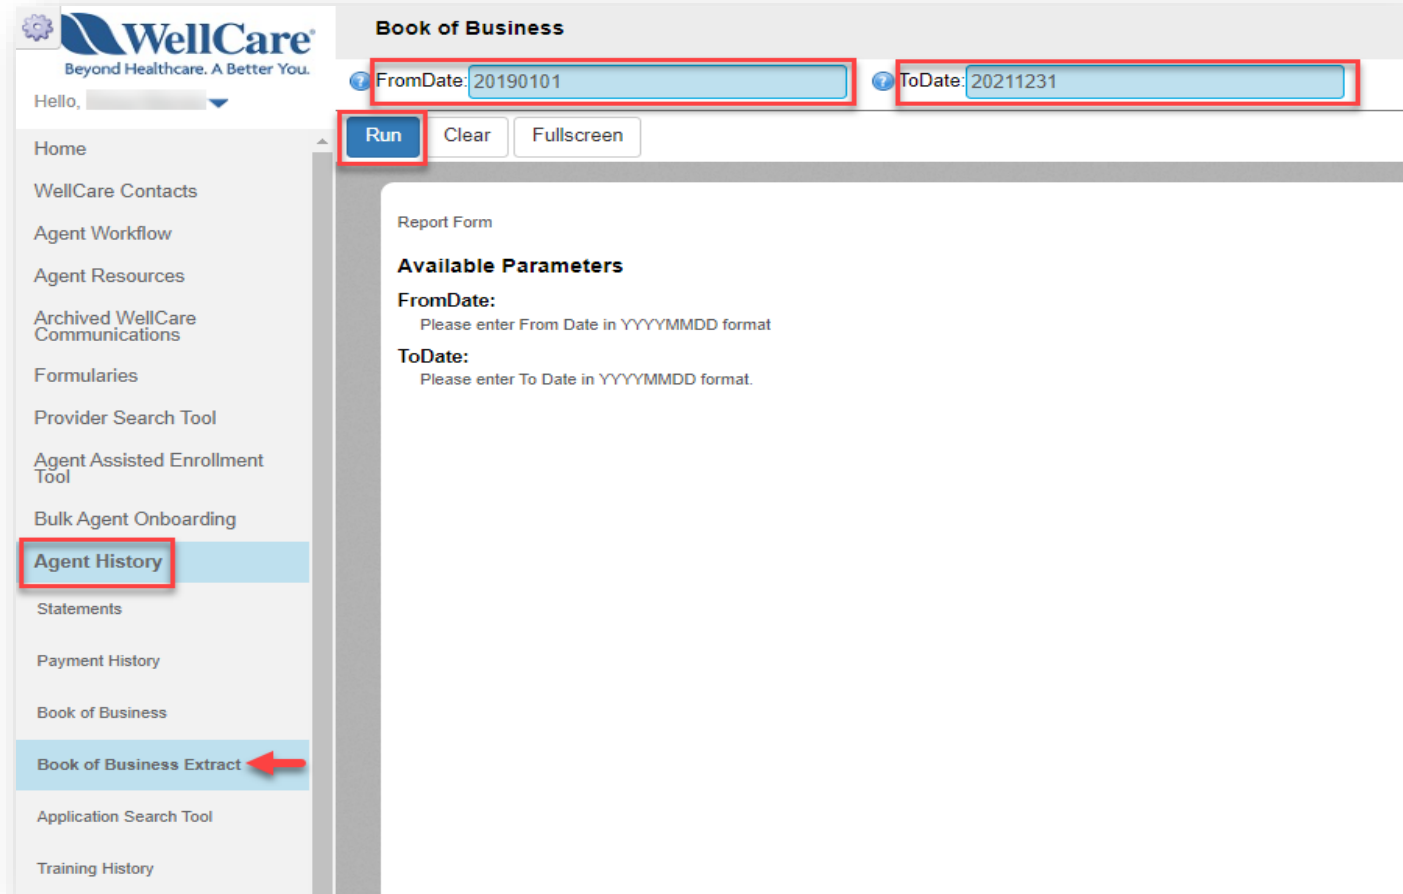 WellCare®
Beyond Healthcare. A Better You.
Hello,
Home
WellCare Contacts
Agent Workflow
Agent Resources
Archived WellCare
Communications
Formularies
Provider Search Tool
Agent Assisted Enrollment
Tool
Bulk Agent Onboarding
Agent History
Statements
Payment History
Book of Business
Book of Business Extract
Application Search Tool
Training History
Book of Business
? FromDate: 20190101 ? ToDate: 20211231
Run Clear Fullscreen
Report Form
Available Parameters
FromDate:
Please enter From Date in YYYYMMDD format
ToDate:
Please enter To Date in YYYYMMDD format.